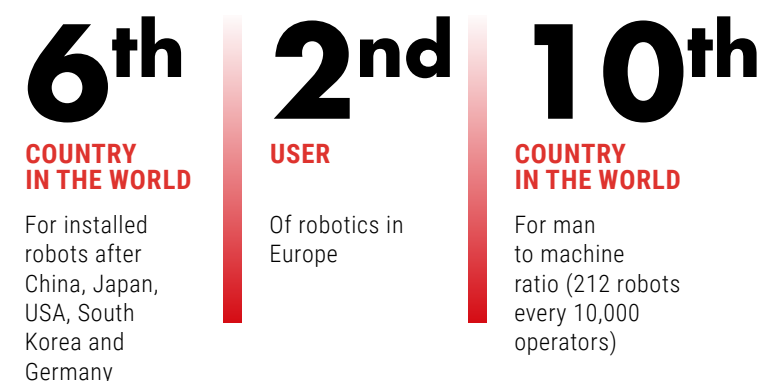 6th
COUNTRY
IN THE WORLD
For installed
robots after
China, Japan,
USA, South
Korea and
Germany
2nd
USER
Of robotics in
Europe
10th
COUNTRY
IN THE WORLD
For man
to machine
ratio (212 robots
every 10,000
operators)